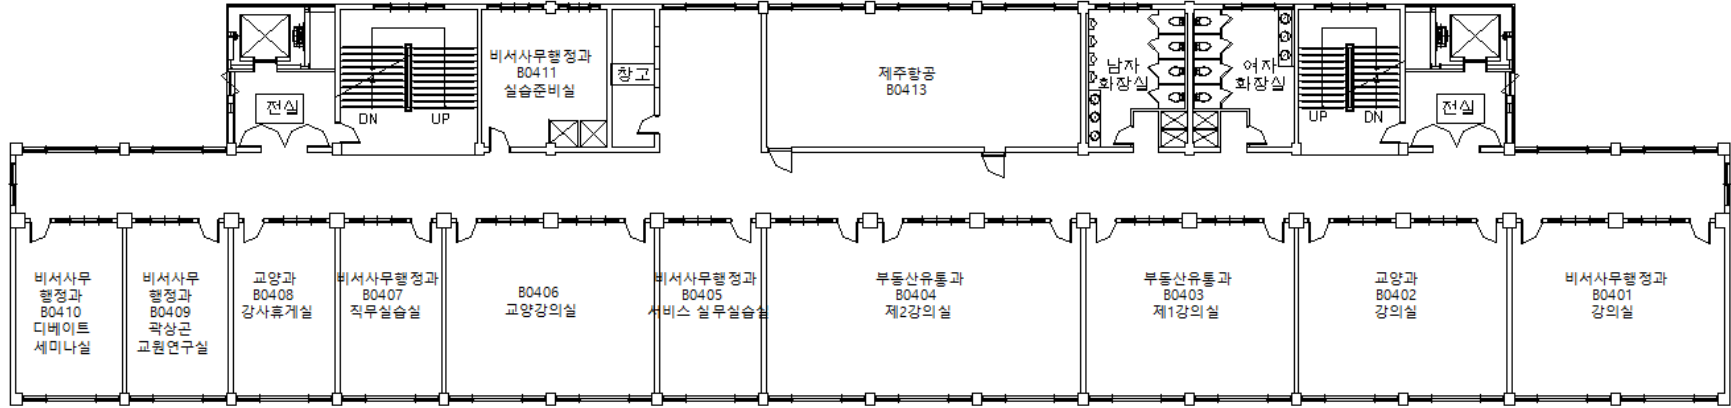 비서사무행정과
B0411
실습준비실
창고
제주항공
B0413
남자
화장실
여자
화장실
전실
DN
UP
UP
DN
전실
비서사무
행정과
B0410
디베이트
세미나실
비서사무
행정과
B0409
곽상곤
교원연구실
교양과
B0408
강사휴게실
비서사무행정과
B0407
직무실습실
B0406
교양강의실
비서사무행정과
B0405
서비스 실무실습실
부동산유통과
B0404
제2강의실
부동산유통과
B0403
제1강의실
교양과
B0402
강의실
비서사무행정과
B0401
강의실